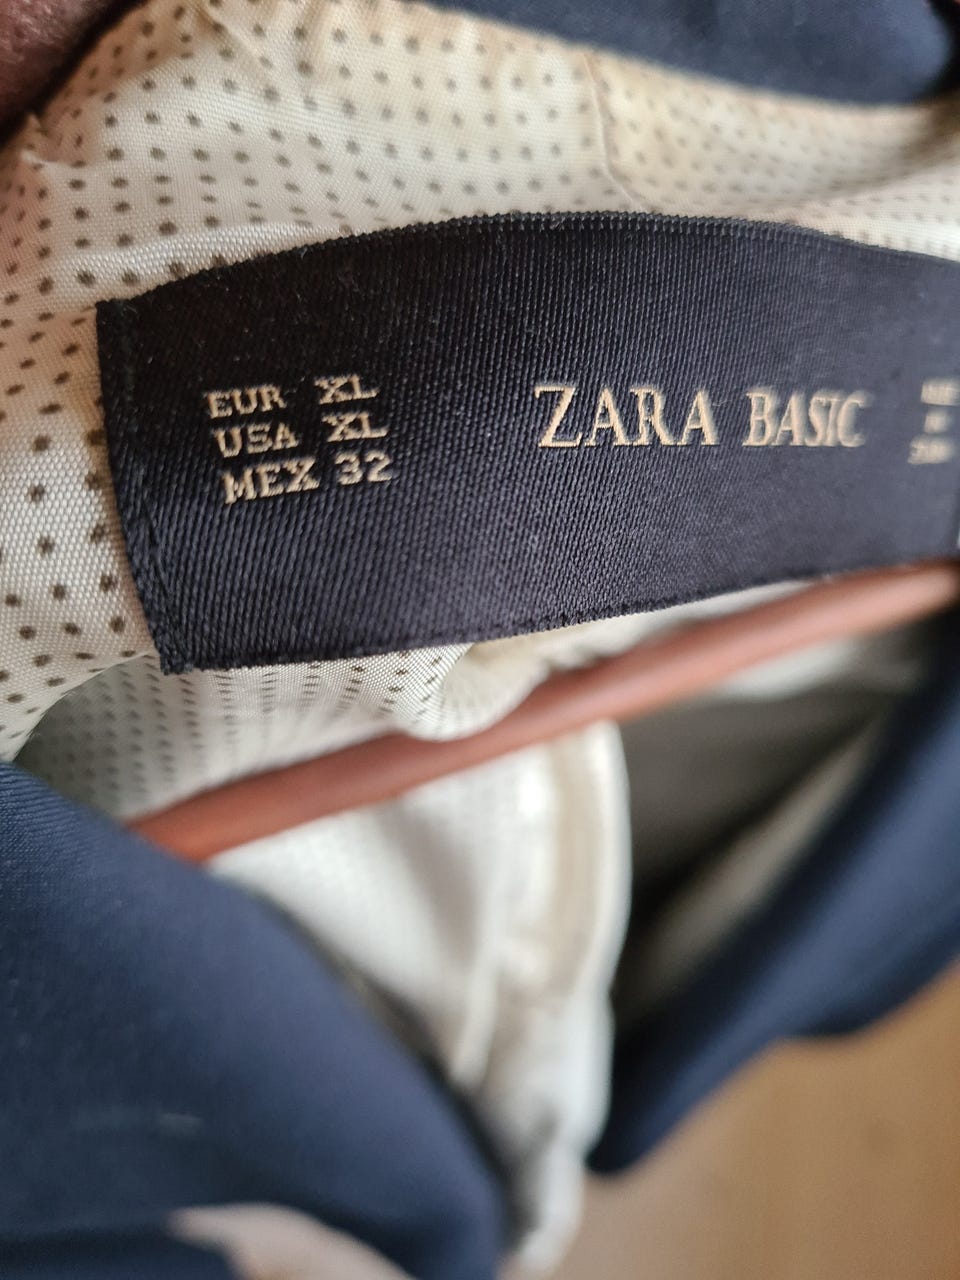 EUR XL
USA XL
MEX 32
ZARA BASIC